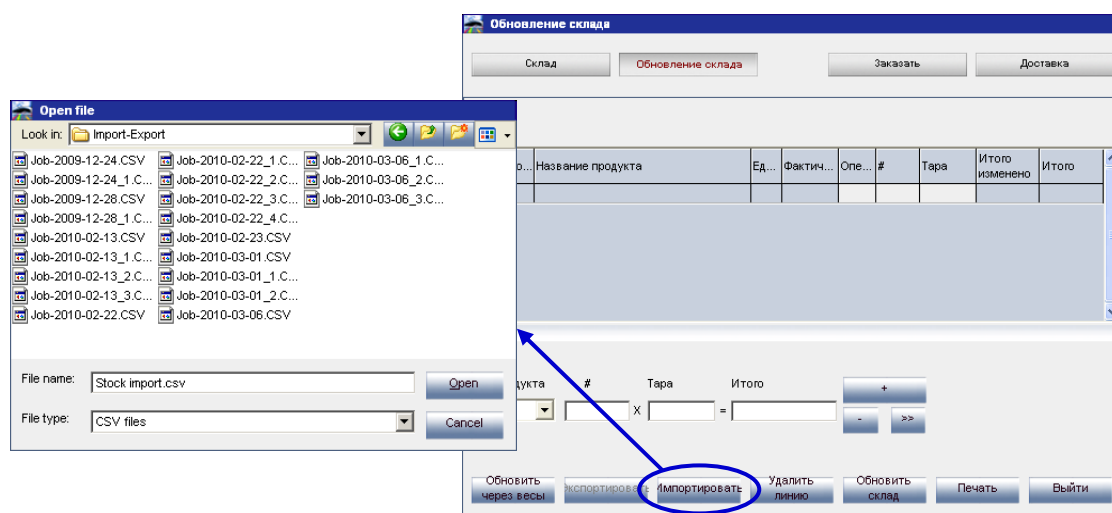 Обновление склада
Склад
Обновление склада
Заказать
Доставка
о... Название продукта Ед... Фактич... Опе... # Тара Итого изменено Итого
Open file
Look in: Import-Export
Job-2009-12-24.CSV Job-2010-02-22_1.C... Job-2010-03-06_1.C...
Job-2009-12-24_1.C... Job-2010-02-22_2.C... Job-2010-03-06_2.C...
Job-2009-12-28.CSV Job-2010-02-22_3.C... Job-2010-03-06_3.C...
Job-2009-12-28_1.C... Job-2010-02-22_4.C...
Job-2010-02-13.CSV Job-2010-02-23.CSV
Job-2010-02-13_1.C... Job-2010-03-01.CSV
Job-2010-02-13_2.C... Job-2010-03-01_1.C...
Job-2010-02-13_3.C... Job-2010-03-01_2.C...
Job-2010-02-22.CSV Job-2010-03-06.CSV
File name: Stock import.csv Open
File type: CSV files Cancel
дукта # Тара Итого
X = +
- >>
Обновить через весы
Экспортировать
Импортировать
Удалить линию
Обновить склад
Печать
Выйти